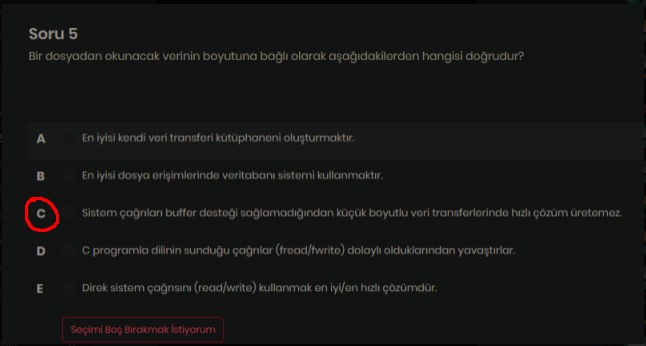 Soru 5
Bir dosyadan okunacak verinin boyutuna bağlı olarak aşağıdakilerden hangisi doğrudur?
A En iyisi kendi veri transferi kütüphaneni oluşturmaktır.
B En iyisi dosya erişimlerinde veritabanı sistemi kullanmaktır.
C Sistem çağrıları buffer desteği sağlamadığından küçük boyutlu veri transferlerinde hızlı çözüm üretemez.
D C programla dilinin sunduğu çağrılar (fread/fwrite) dolaylı olduklarından yavaştırlar.
E Direk sistem çağrısını (read/write) kullanmak en iyi/en hızlı çözümdür.
Seçimi Boş Bırakmak İstiyorum